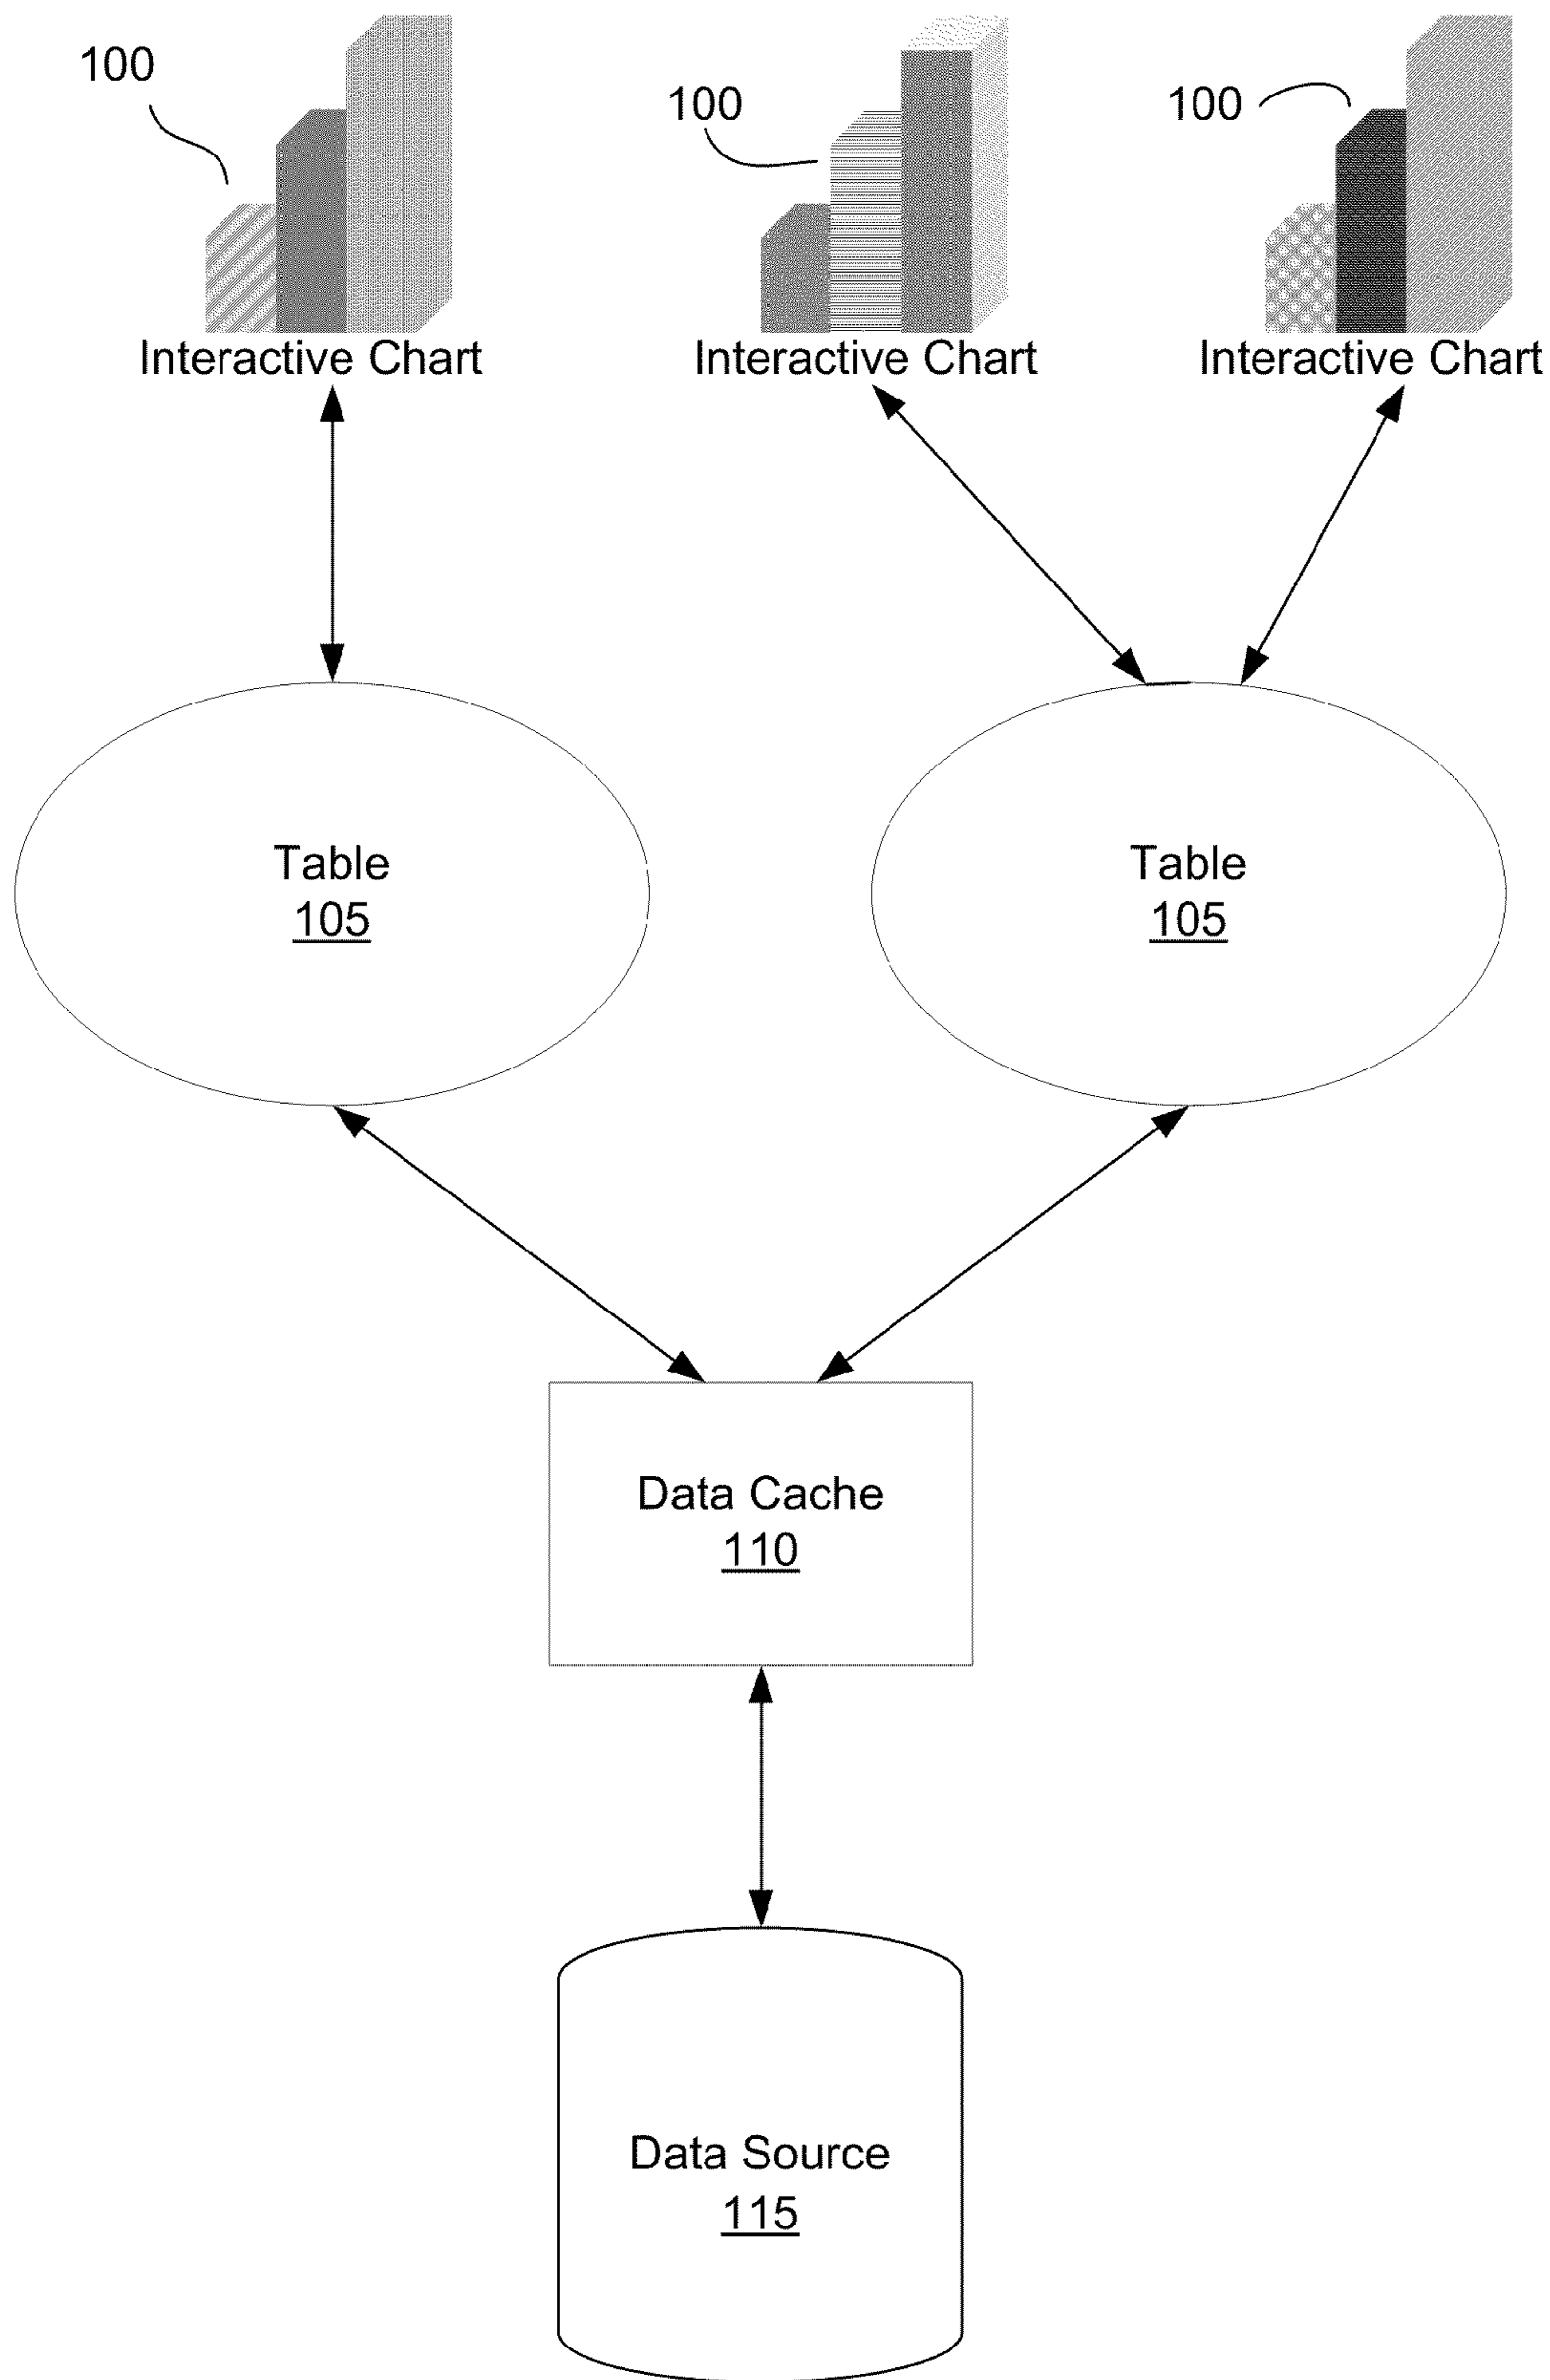 100
100
100
Interactive Chart
Interactive Chart
Interactive Chart
Table
105
Table
105
Data Cache
110
Data Source
115